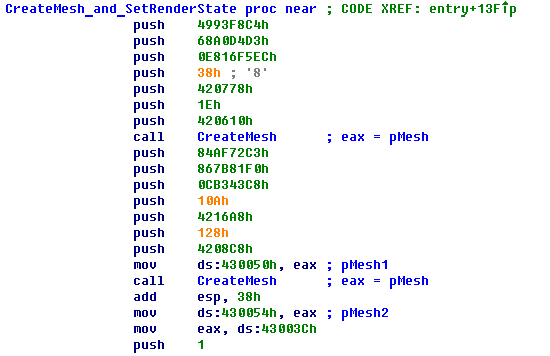 CreateMesh_and_SetRenderState proc near ; CODE XREF: entry+13F↑p
push 4993F8C4h
push 68A0D4D3h
push 0E816F5ECh
push 38h ; '8'
push 420778h
push 1Eh
push 420610h
call CreateMesh ; eax = pMesh
push 84AF72C3h
push 867B81F0h
push 0CB343C8h
push 10Ah
push 4216A8h
push 128h
push 4208C8h
mov ds:430050h, eax ; pMesh1
call CreateMesh ; eax = pMesh
add esp, 38h
mov ds:430054h, eax ; pMesh2
mov eax, ds:43003Ch
push 1